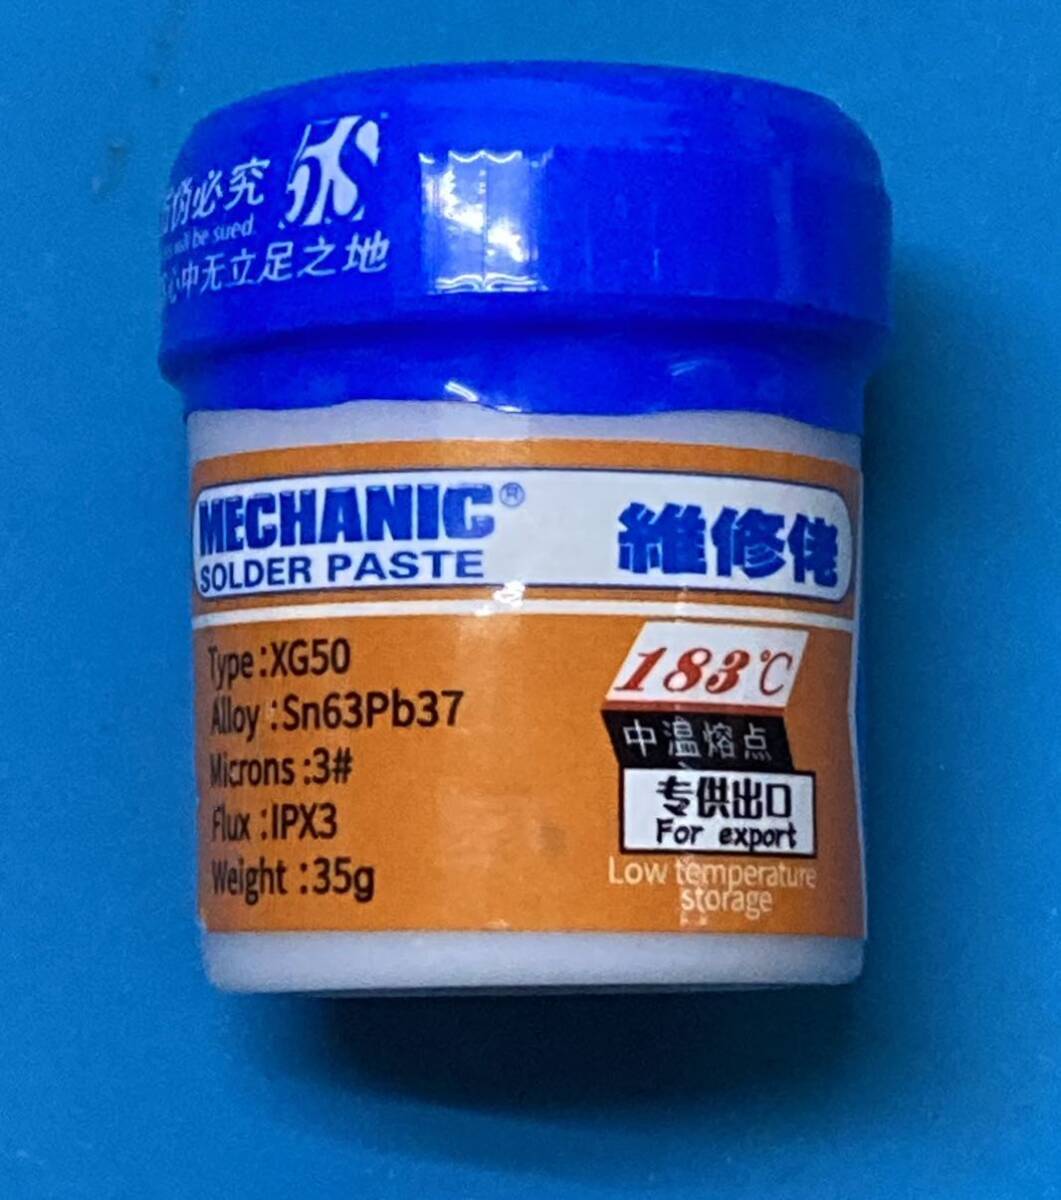 必究
will be sued.
心中无立足之地
MECHANIC®
SOLDER PASTE
維修佬
Type :XG50
Alloy :Sn63Pb37
Microns :3#
Flux :IPX3
Weight :35g
183℃
中温熔点
专供出口
For export
Low temperature
storage